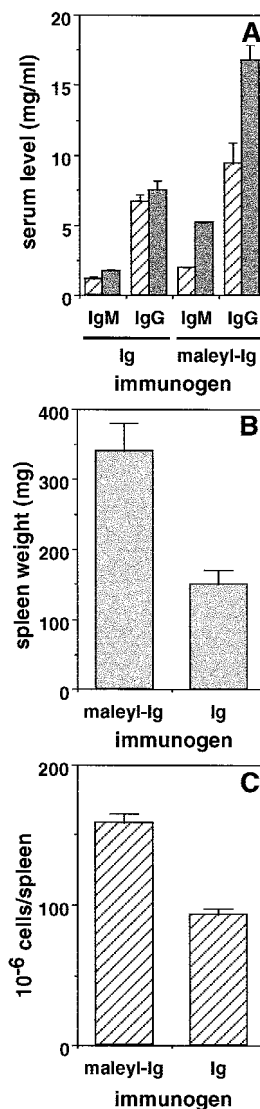 A
serum level (mg/ml)
20
15
10
5
0
IgM IgG IgM IgG
Ig maleyl-Ig
immunogen
B
spleen weight (mg)
400
300
200
100
0
maleyl-Ig Ig
immunogen
C
10-6 cells/spleen
200
100
0
maleyl-Ig Ig
immunogen